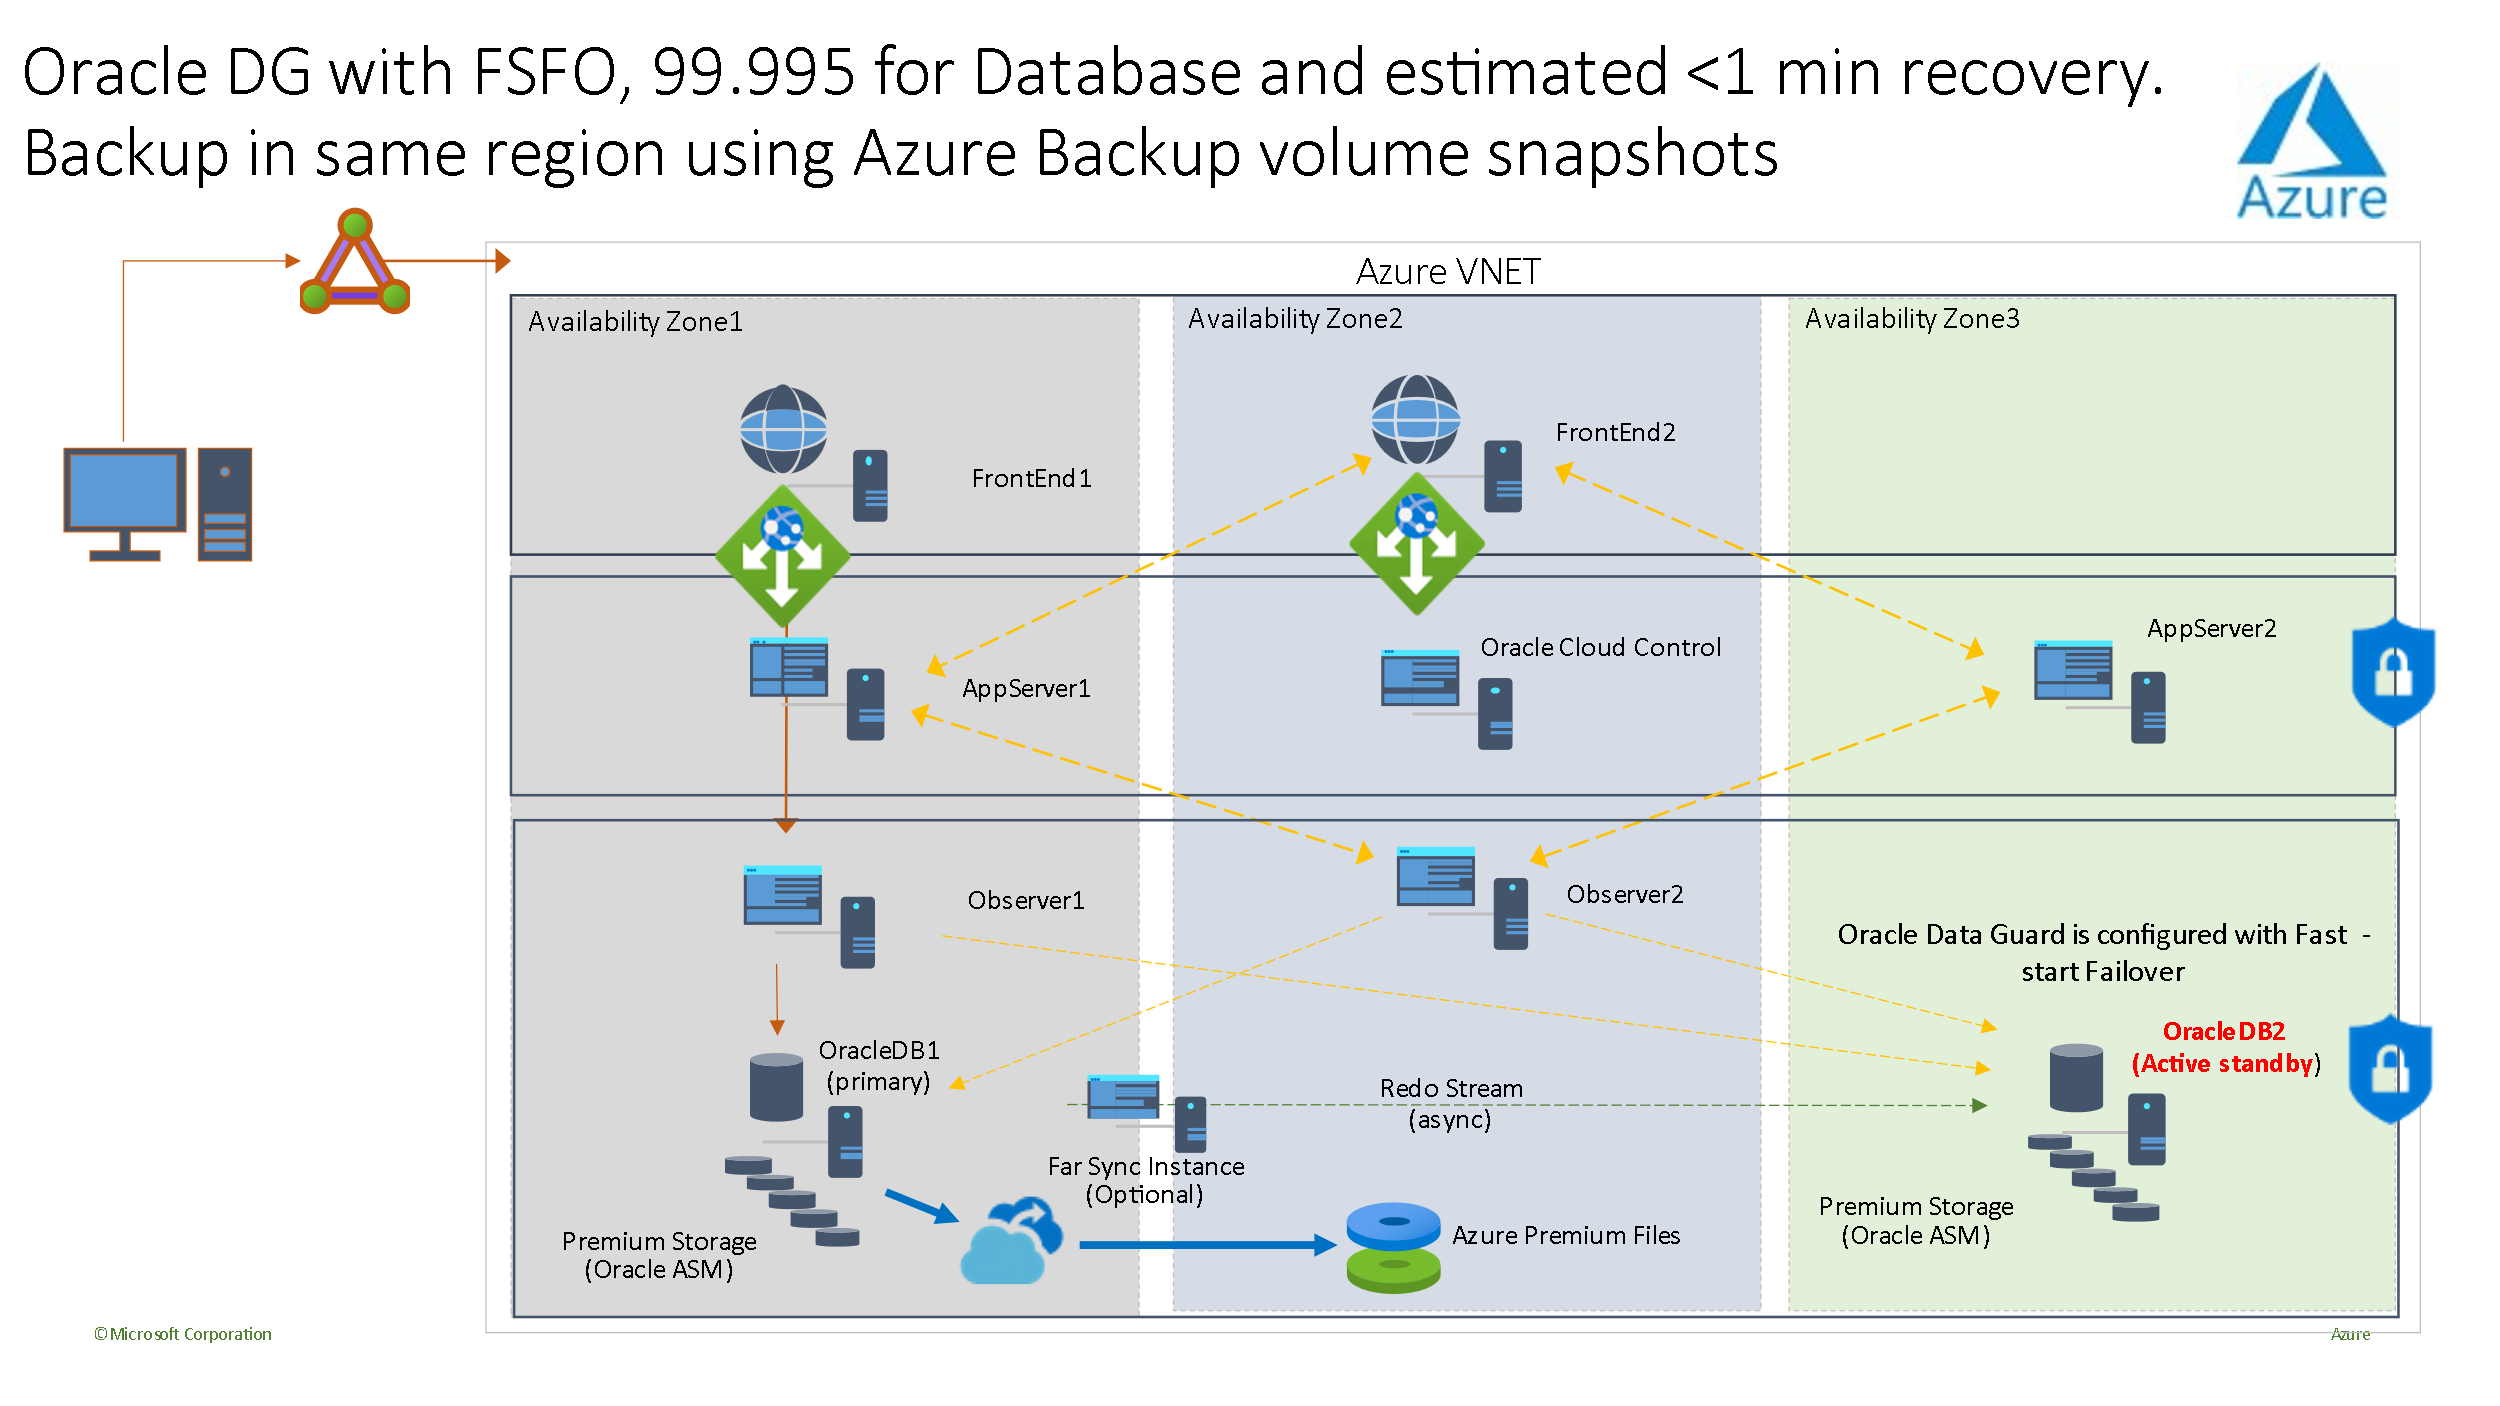 Oracle DG with FSFO, 99.995 for Database and estimated <1 min recovery.
Backup in same region using Azure Backup volume snapshots
Azure
Azure VNET
Availability Zone1
Availability Zone2
Availability Zone3
FrontEnd1
FrontEnd2
AppServer1
Oracle Cloud Control
AppServer2
Observer1
Observer2
Oracle Data Guard is configured with Fast -
start Failover
OracleDB1
(primary)
OracleDB2
(Active standby)
Redo Stream
(async)
Far Sync Instance
(Optional)
Premium Storage
(Oracle ASM)
Azure Premium Files
Premium Storage
(Oracle ASM)
©Microsoft Corporation
Azure